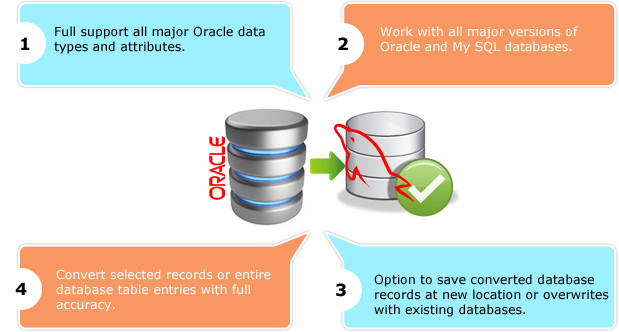 1
Full support all major Oracle data
types and attributes.
2
Work with all major versions of
Oracle and My SQL databases.
ORACLE
4
Convert selected records or entire
database table entries with full
accuracy.
3
Option to save converted database
records at new location or overwrites
with existing databases.